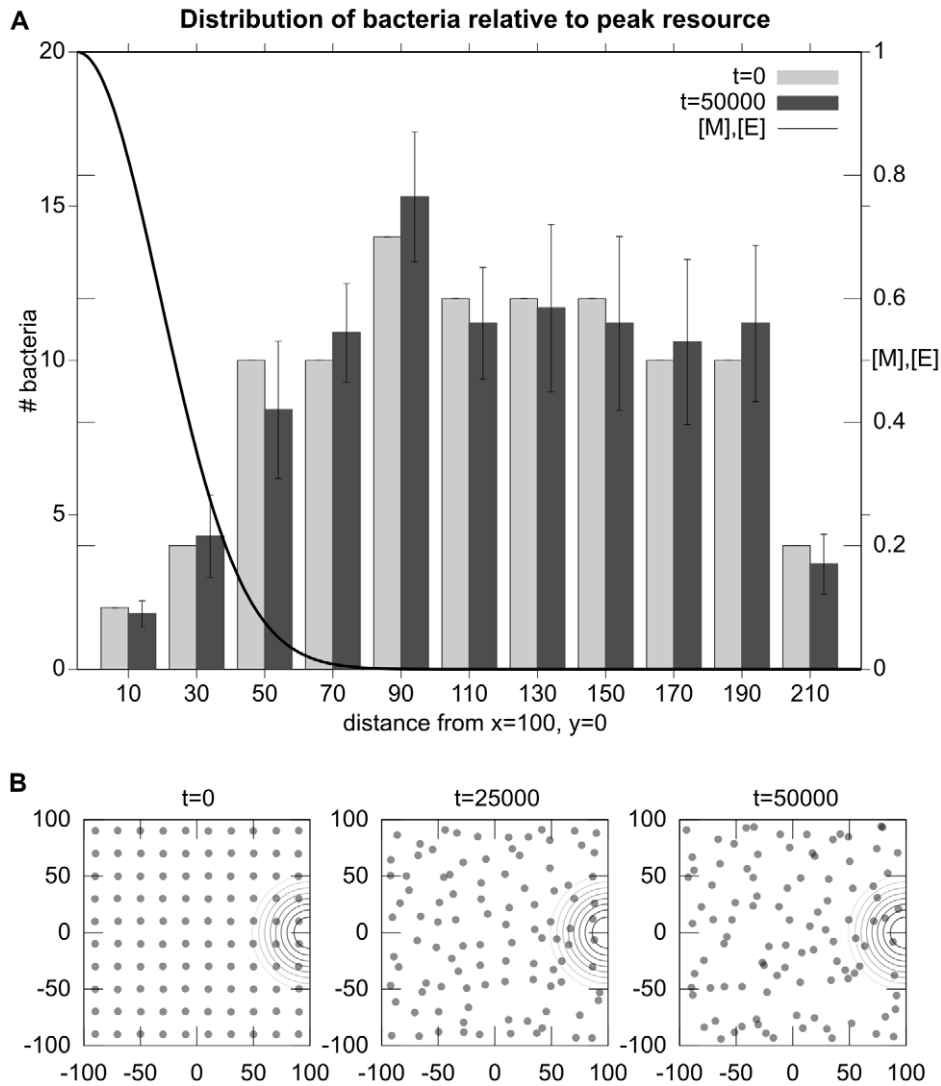 A
Distribution of bacteria relative to peak resource
t=0
t=50000
[M],[E]
20
15
10
5
0
# bacteria
1
0.8
0.6
0.4
0.2
0
[M],[E]
10 30 50 70 90 110 130 150 170 190 210
distance from x=100, y=0
B
t=0 t=25000 t=50000
100 100 100
50 50 50
0 0 0
-50 -50 -50
-100 -100 -100
-100 -50 0 50 100 -100 -50 0 50 100 -100 -50 0 50 100